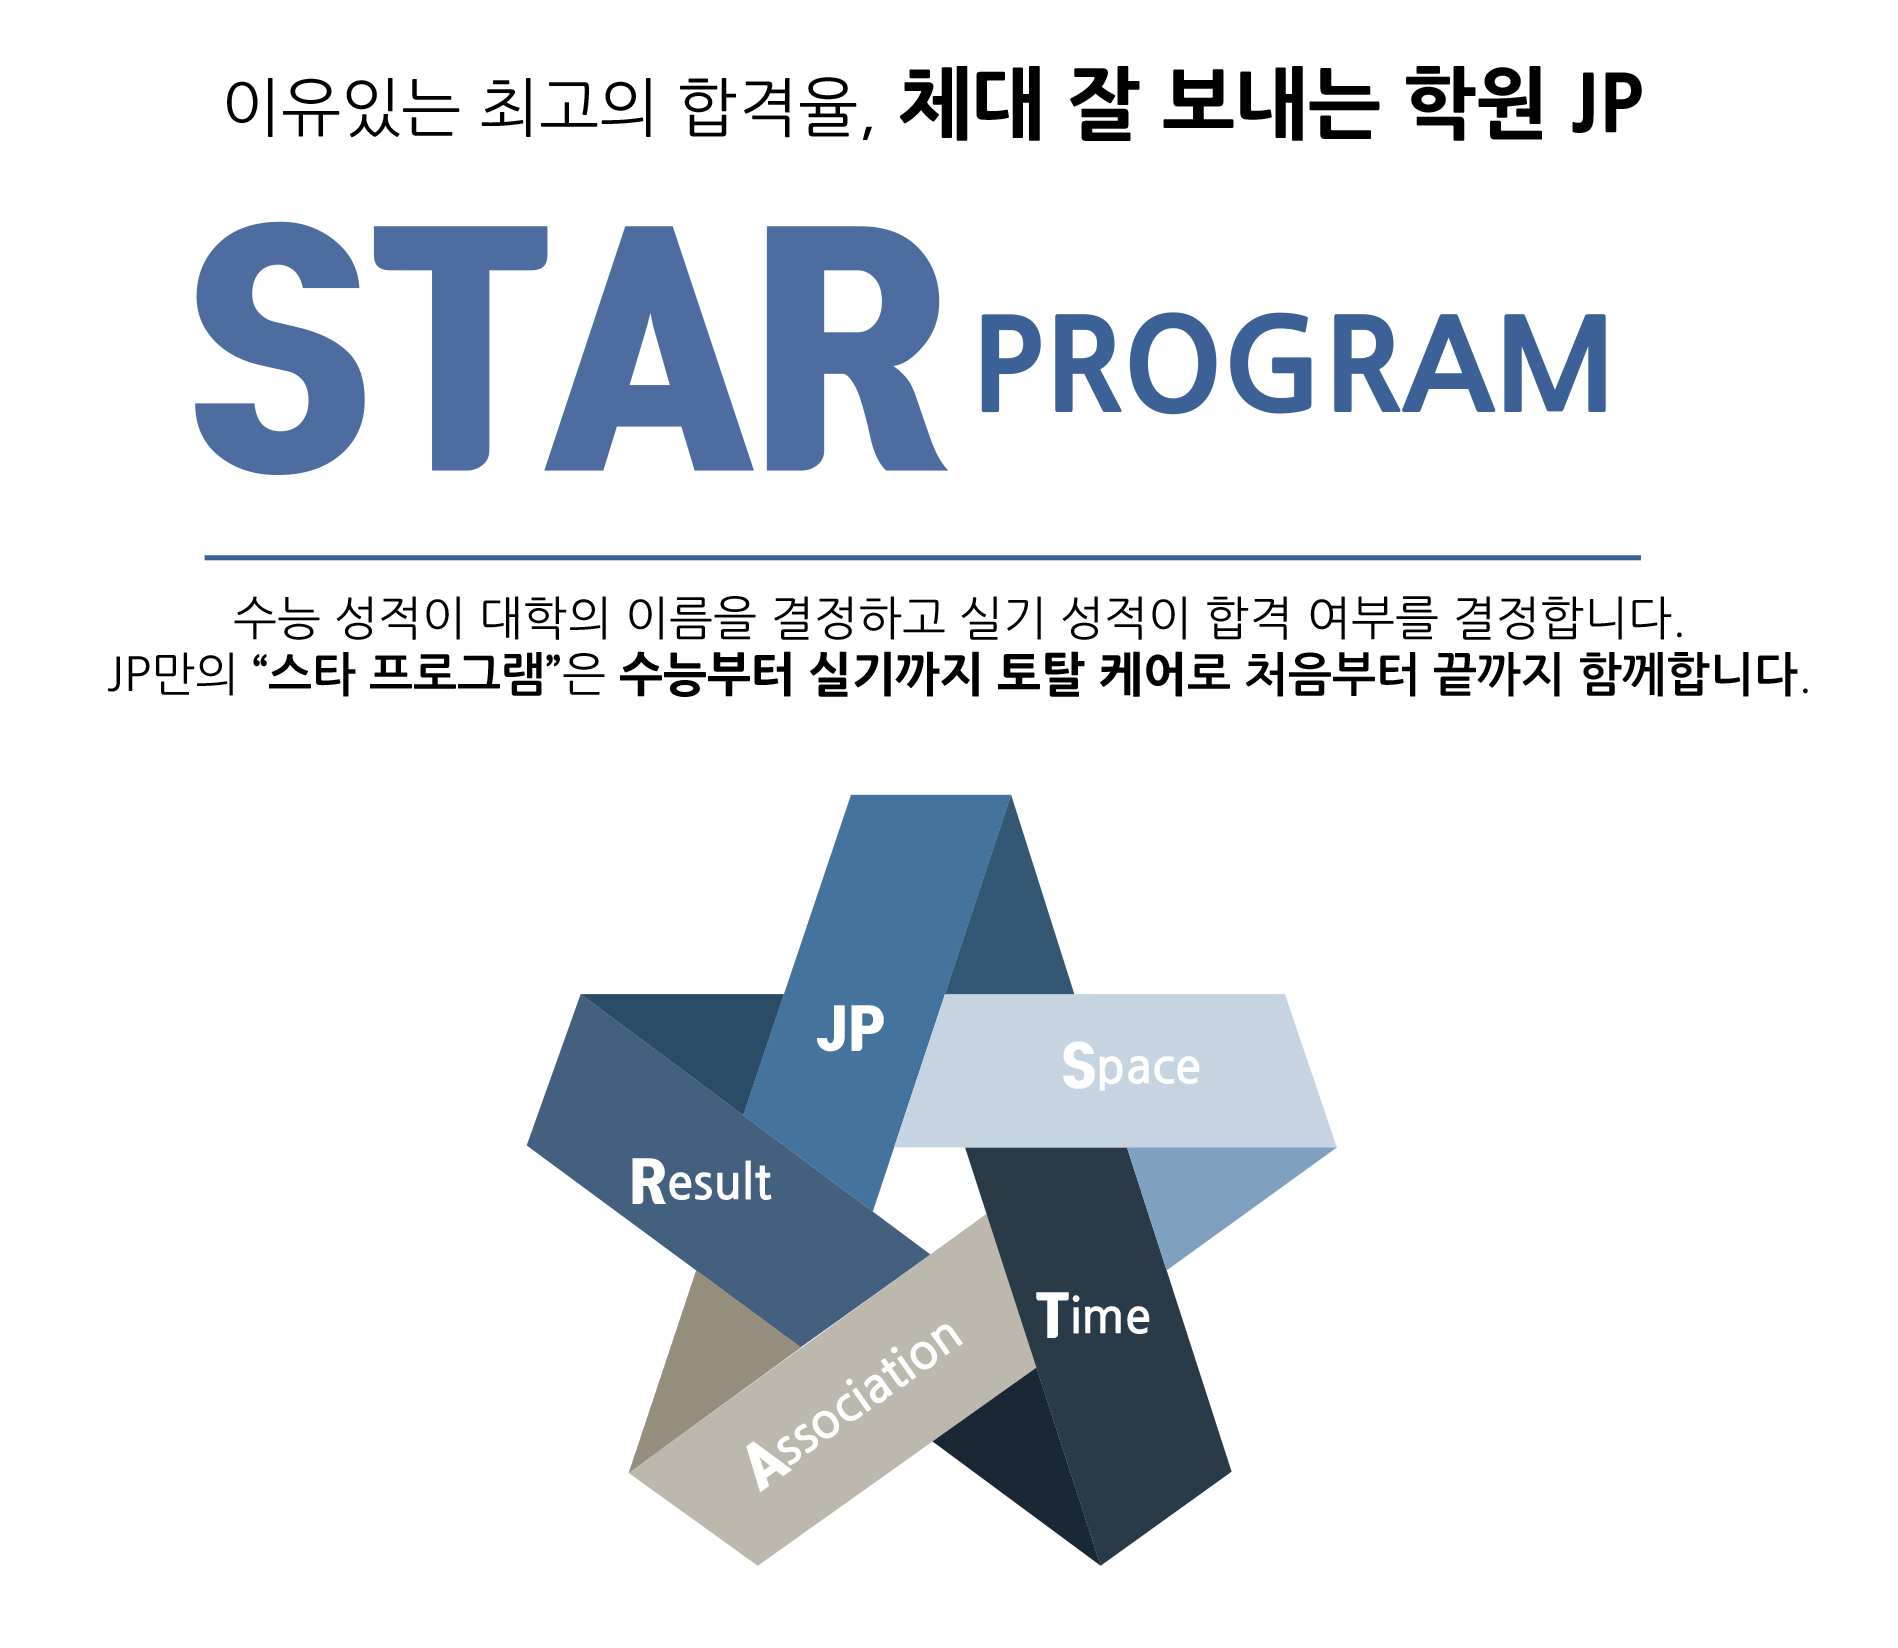 이유있는 최고의 합격율, 체대 잘 보내는 학원 JP
STAR PROGRAM
수능 성적이 대학의 이름을 결정하고 실기 성적이 합격 여부를 결정합니다.
JP만의 “스타 프로그램”은 수능부터 실기까지 토탈 케어로 처음부터 끝까지 함께합니다.
JP
Space
Result
Time
Association